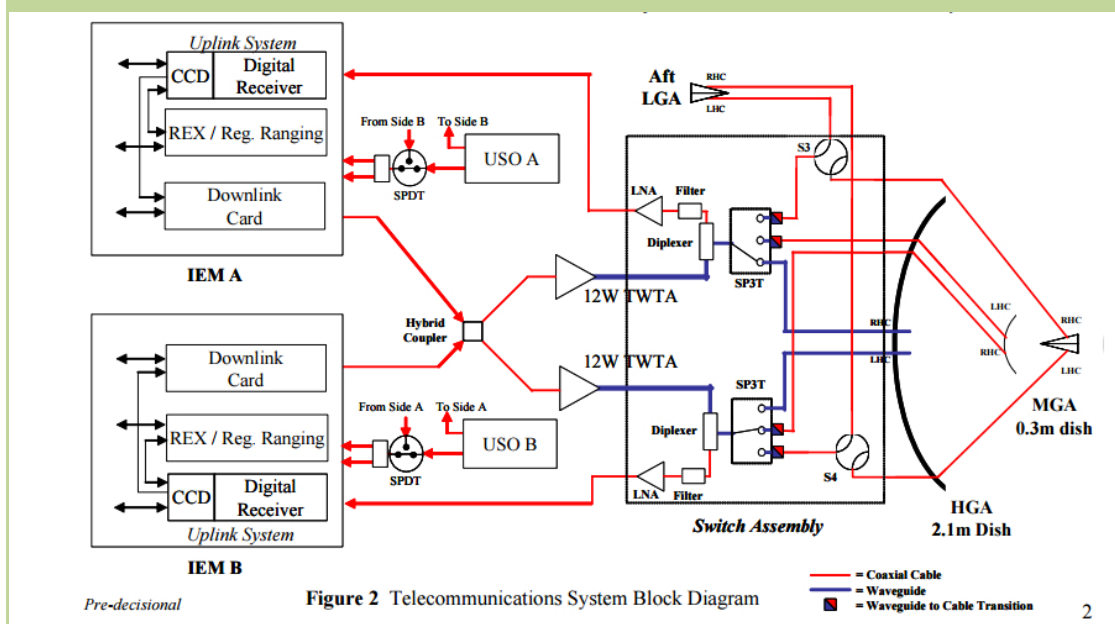 Uplink System
CCD
Digital
Receiver
REX / Reg. Ranging
Downlink
Card
IEM A
From Side B
To Side B
USO A
SPDT
Aft
LGA
RHC
LHC
S3
LNA
Filter
Diplexer
SP3T
12W TWTA
Hybrid
Coupler
12W TWTA
RHC
LHC
LHC
RHC
RHC
LHC
MGA
0.3m dish
Downlink
Card
REX / Reg. Ranging
CCD
Digital
Receiver
Uplink System
IEM B
From Side A
To Side A
USO B
SPDT
SP3T
Diplexer
LNA
Filter
S4
Switch Assembly
HGA
2.1m Dish
= Coaxial Cable
= Waveguide
= Waveguide to Cable Transition
Pre-decisional
Figure 2 Telecommunications System Block Diagram
2